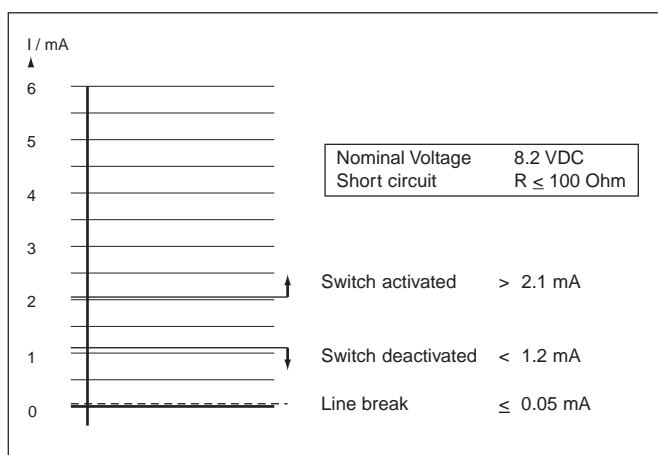 I / mA
6
5
4
3
2
1
0
Nominal Voltage 8.2 VDC
Short circuit R ≤ 100 Ohm
Switch activated > 2.1 mA
Switch deactivated < 1.2 mA
Line break ≤ 0.05 mA